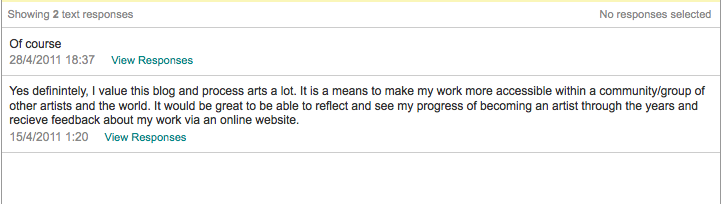 Showing 2 text responses No responses selected
Of course
28/4/2011 18:37 View Responses
Yes definintely, I value this blog and process arts a lot. It is a means to make my work more accessible within a community/group of
other artists and the world. It would be great to be able to reflect and see my progress of becoming an artist through the years and
recieve feedback about my work via an online website.
15/4/2011 1:20 View Responses